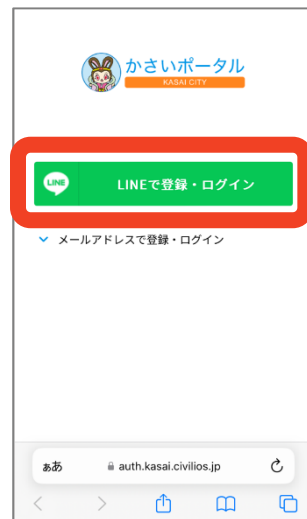 かさいポータル
KASAI CITY
LINE
LINEで登録・ログイン
メールアドレスで登録・ログイン
ぁあ
auth.kasai.civilios.jp